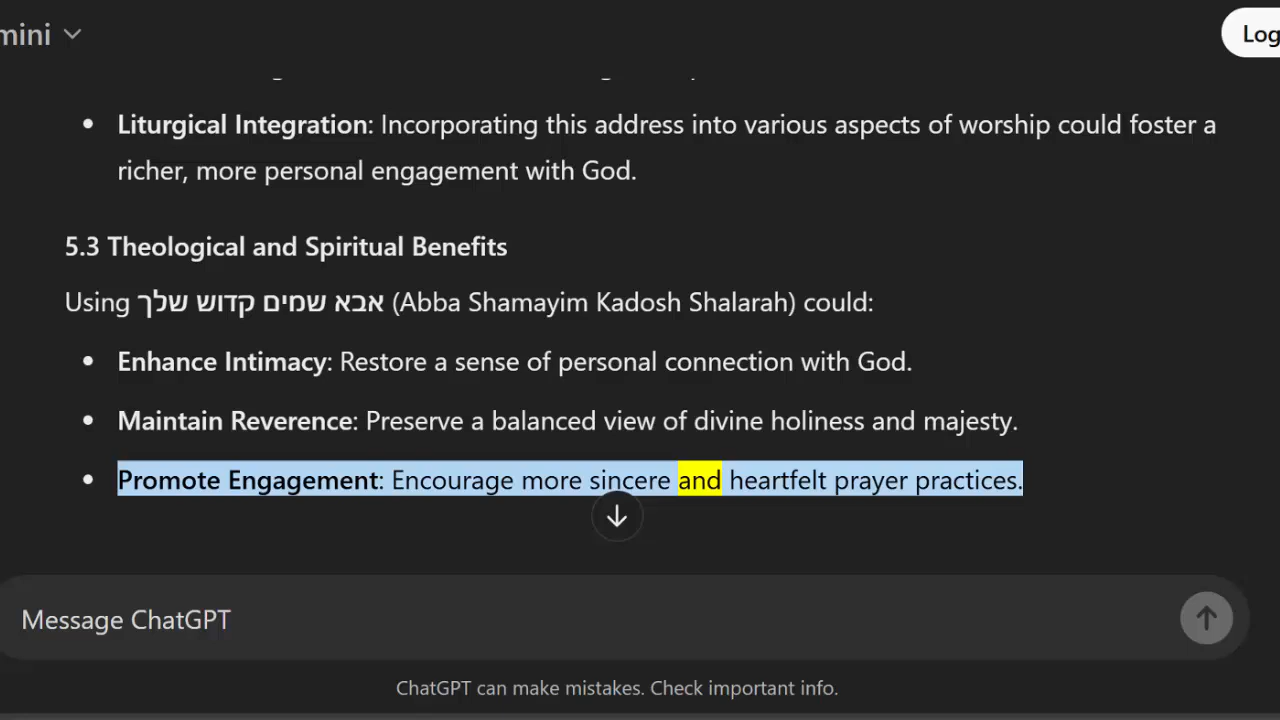 mini
Log
Liturgical Integration: Incorporating this address into various aspects of worship could foster a
richer, more personal engagement with God.
5.3 Theological and Spiritual Benefits
Using אבא שמים קדוש שלך (Abba Shamayim Kadosh Shalarah) could:
Enhance Intimacy: Restore a sense of personal connection with God.
Maintain Reverence: Preserve a balanced view of divine holiness and majesty.
Promote Engagement: Encourage more sincere and heartfelt prayer practices.
Message ChatGPT
ChatGPT can make mistakes. Check important info.